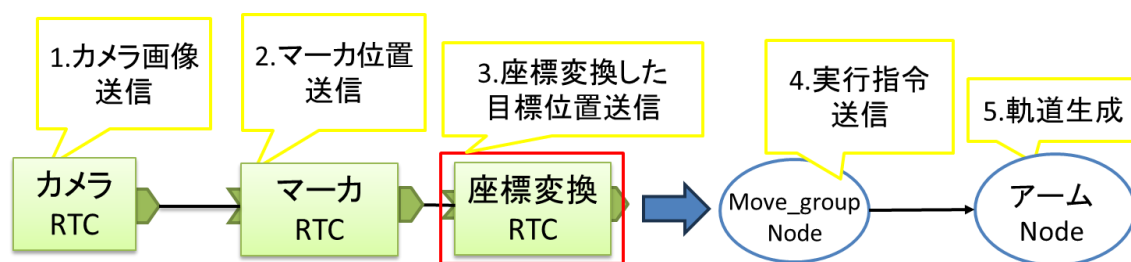 1.カメラ画像
送信
2.マーカ位置
送信
3.座標変換した
目標位置送信
4.実行指令
送信
5.軌道生成
カメラ
RTC
マーカ
RTC
座標変換
RTC
Move_group
Node
アーム
Node